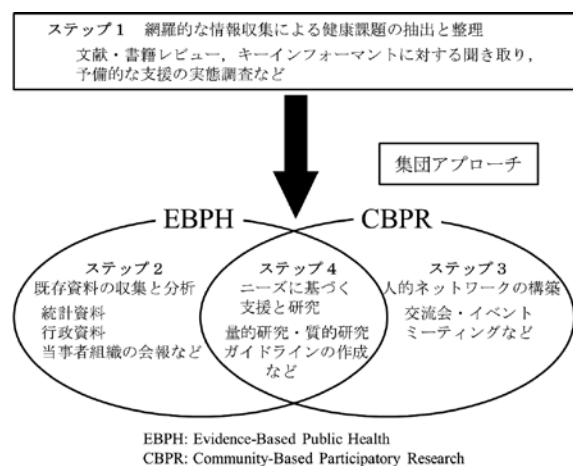 ステップ1 網羅的な情報収集による健康課題の抽出と整理
文献・書籍レビュー，キーインフォーマントに対する聞き取り，
予備的な支援の実態調査など
集団アプローチ
EBPH
CBPR
ステップ2
既存資料の収集と分析
統計資料
行政資料
当事者組織の会報など
ステップ4
ニーズに基づく
支援と研究
量的研究・質的研究
ガイドラインの作成
など
ステップ3
人的ネットワークの構築
交流会・イベント
ミーティングなど
EBPH: Evidence-Based Public Health
CBPR: Community-Based Participatory Research